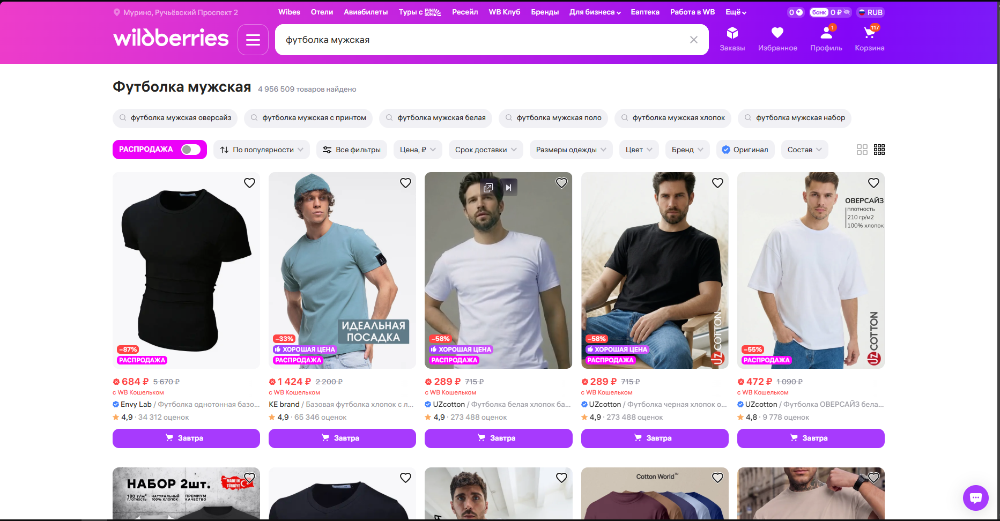 Мурино, Ручьёвский Проспект 2
Wibes Отели Авиабилеты Туры с FUN&SUN Ресейл WB Клуб Бренды Для бизнеса Еаптека Работа в WB Ещё
0 банк 0 ₽ RUB
wildberries
футболка мужская
Заказы Избранное 1 Профиль 117 Корзина
Футболка мужская 4 956 509 товаров найдено
футболка мужская оверсайз футболка мужская с принтом футболка мужская белая футболка мужская поло футболка мужская хлопок футболка мужская набор
РАСПРОДАЖА По популярности Все фильтры Цена, ₽ Срок доставки Размеры одежды Цвет Бренд Оригинал Состав
–87%
РАСПРОДАЖА
684 ₽ 5 670 ₽
с WB Кошельком
Envy Lab / Футболка однотонная базо...
4,9 · 34 312 оценок
Завтра
ИДЕАЛЬНАЯ
ПОСАДКА
–33%
ХОРОШАЯ ЦЕНА
РАСПРОДАЖА
1 424 ₽ 2 200 ₽
с WB Кошельком
KE brand / Базовая футболка хлопок с л...
4,9 · 65 346 оценок
Завтра
–58%
ХОРОШАЯ ЦЕНА
РАСПРОДАЖА
289 ₽ 715 ₽
с WB Кошельком
UZcotton / Футболка белая хлопок ба...
4,9 · 273 488 оценок
Завтра
UZCOTTON
–58%
ХОРОШАЯ ЦЕНА
РАСПРОДАЖА
289 ₽ 715 ₽
с WB Кошельком
UZcotton / Футболка черная хлопок о...
4,9 · 273 488 оценок
Завтра
ОВЕРСАЙЗ
плотность
210 гр/м2
100% хлопок
UZCOTTON
–55%
РАСПРОДАЖА
472 ₽ 1 090 ₽
с WB Кошельком
UZcotton / Футболка ОВЕРСАЙЗ бела...
4,8 · 9 778 оценок
Завтра
НАБОР 2шт.
MADE IN
TÜRKİYE
180 г/м² НАТУРАЛЬНЫЙ ПРЕМИУМ
ПЛОТНОСТЬ 100% ХЛОПОК КАЧЕСТВО
Cotton World™